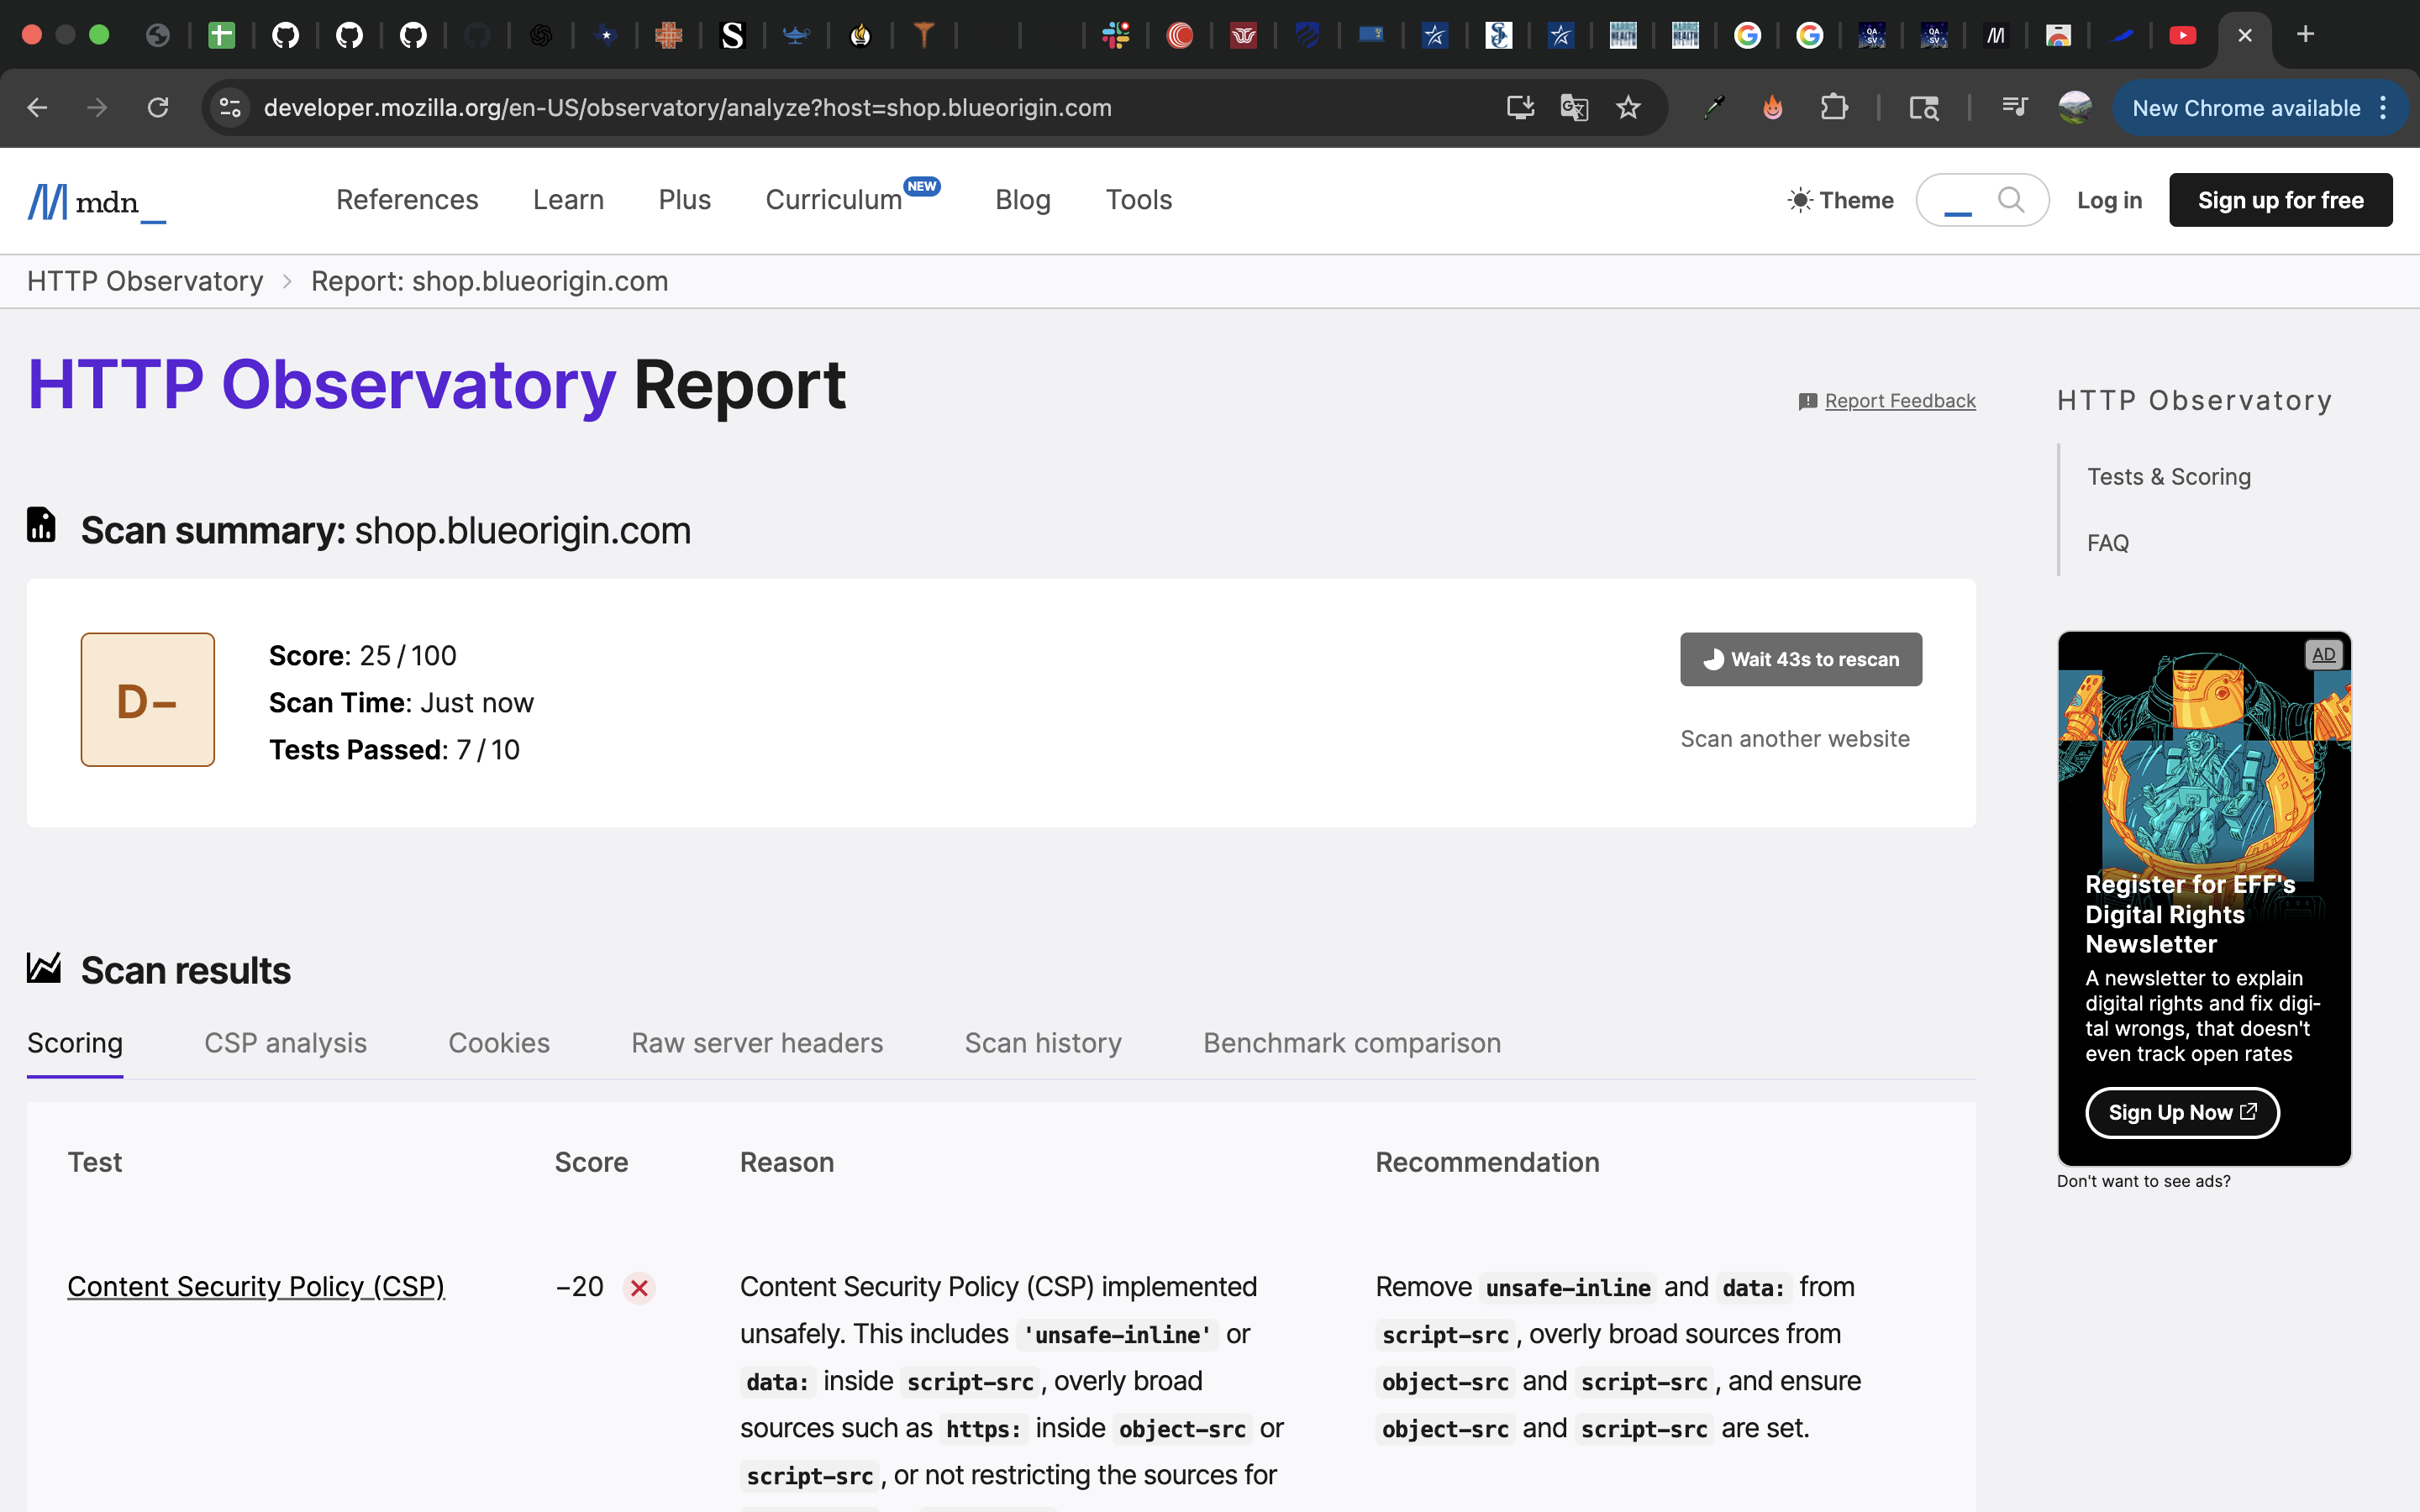 developer.mozilla.org/en-US/observatory/analyze?host=shop.blueorigin.com
New Chrome available
mdn_
References
Learn
Plus
Curriculum NEW
Blog
Tools
Theme
Log in
Sign up for free
HTTP Observatory
Report: shop.blueorigin.com
HTTP Observatory Report
Report Feedback
Scan summary: shop.blueorigin.com
D-
Score: 25 / 100
Scan Time: Just now
Tests Passed: 7 / 10
Wait 43s to rescan
Scan another website
Scan results
Scoring
CSP analysis
Cookies
Raw server headers
Scan history
Benchmark comparison
Test
Score
Reason
Recommendation
Content Security Policy (CSP)
−20
Content Security Policy (CSP) implemented
unsafely. This includes 'unsafe-inline' or
data: inside script-src, overly broad
sources such as https: inside object-src or
script-src, or not restricting the sources for
Remove unsafe-inline and data: from
script-src, overly broad sources from
object-src and script-src, and ensure
object-src and script-src are set.
HTTP Observatory
Tests & Scoring
FAQ
AD
Register for EFF's
Digital Rights
Newsletter
A newsletter to explain
digital rights and fix digi-
tal wrongs, that doesn't
even track open rates
Sign Up Now
Don't want to see ads?